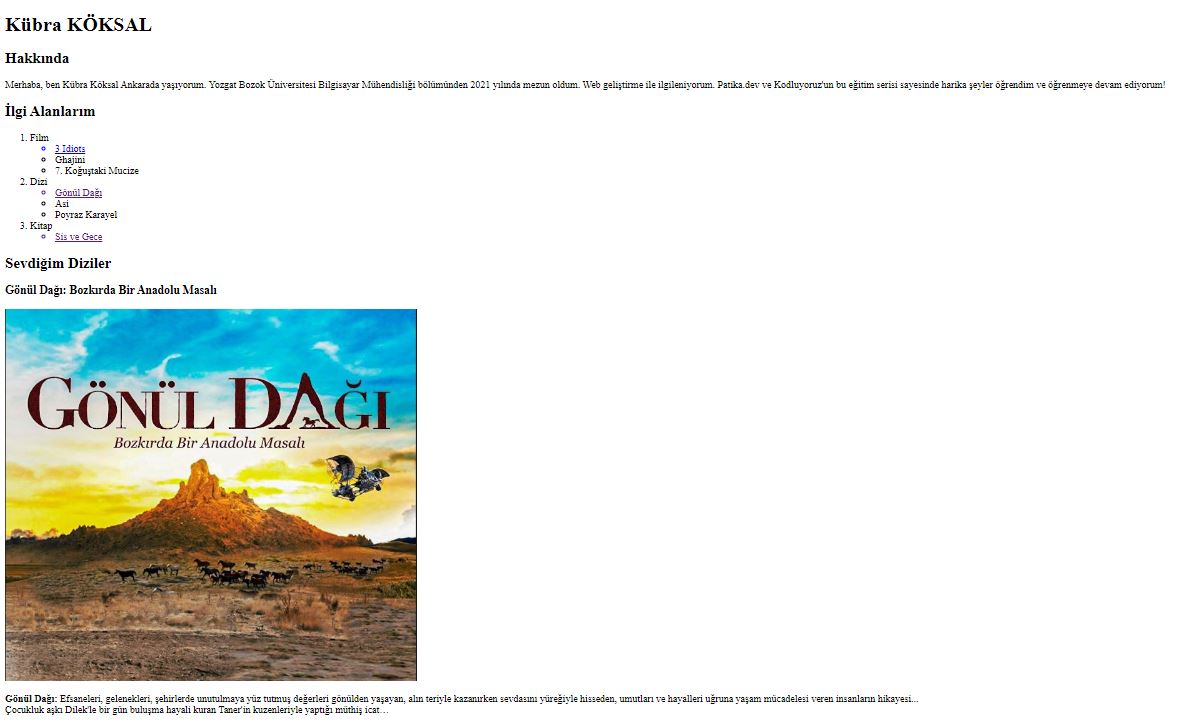 Kübra KÖKSAL
Hakkında
Merhaba, ben Kübra Köksal Ankarada yaşıyorum. Yozgat Bozok Üniversitesi Bilgisayar Mühendisliği bölümünden 2021 yılında mezun oldum. Web geliştirme ile ilgileniyorum. Patika.dev ve Kodluyoruz'un bu eğitim serisi sayesinde harika şeyler öğrendim ve öğrenmeye devam ediyorum!
İlgi Alanlarım
1. Film
3 Idiots
Ghajini
7. Koğuştaki Mucize
2. Dizi
Gönül Dağı
Asi
Poyraz Karayel
3. Kitap
Sis ve Gece
Sevdiğim Diziler
Gönül Dağı: Bozkırda Bir Anadolu Masalı
GÖNÜL DAĞI
Bozkırda Bir Anadolu Masalı
Gönül Dağı: Efsaneleri, gelenekleri, şehirlerde unutulmaya yüz tutmuş değerleri gönülden yaşayan, alın teriyle kazanırken sevdasını yüreğiyle hisseden, umutları ve hayalleri uğruna yaşam mücadelesi veren insanların hikayesi...
Çocukluk aşkı Dilek'le bir gün buluşma hayali kuran Taner'in kuzenleriyle yaptığı müthiş icat…